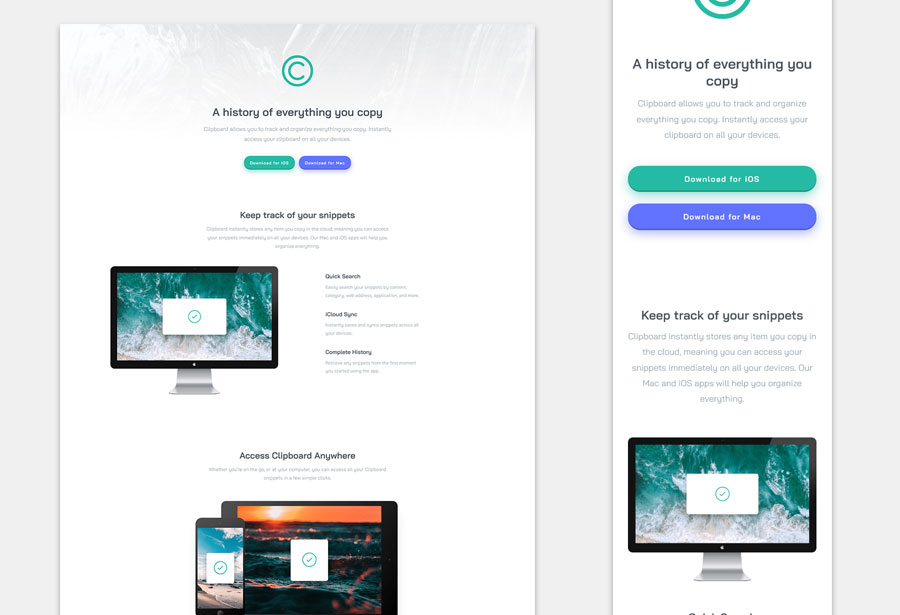 C
A history of everything you copy
Clipboard allows you to track and organize everything you copy. Instantly
access your clipboard on all your devices.
Download for iOS
Download for Mac
Keep track of your snippets
Clipboard instantly stores any item you copy in the cloud, meaning you can access
your snippets immediately on all your devices. Our Mac and iOS apps will help you
organize everything.
Quick Search
Easily search your snippets by content,
category, web address, application, and more.
iCloud Sync
Instantly saves and syncs snippets across all
your devices.
Complete History
Retrieve any snippets from the first moment
you started using the app.
Access Clipboard Anywhere
Whether you're on the go, or at your computer, you can access all your Clipboard
snippets in a few simple clicks.
A history of everything you
copy
Clipboard allows you to track and organize
everything you copy. Instantly access your
clipboard on all your devices.
Download for iOS
Download for Mac
Keep track of your snippets
Clipboard instantly stores any item you copy in
the cloud, meaning you can access your
snippets immediately on all your devices. Our
Mac and iOS apps will help you organize
everything.